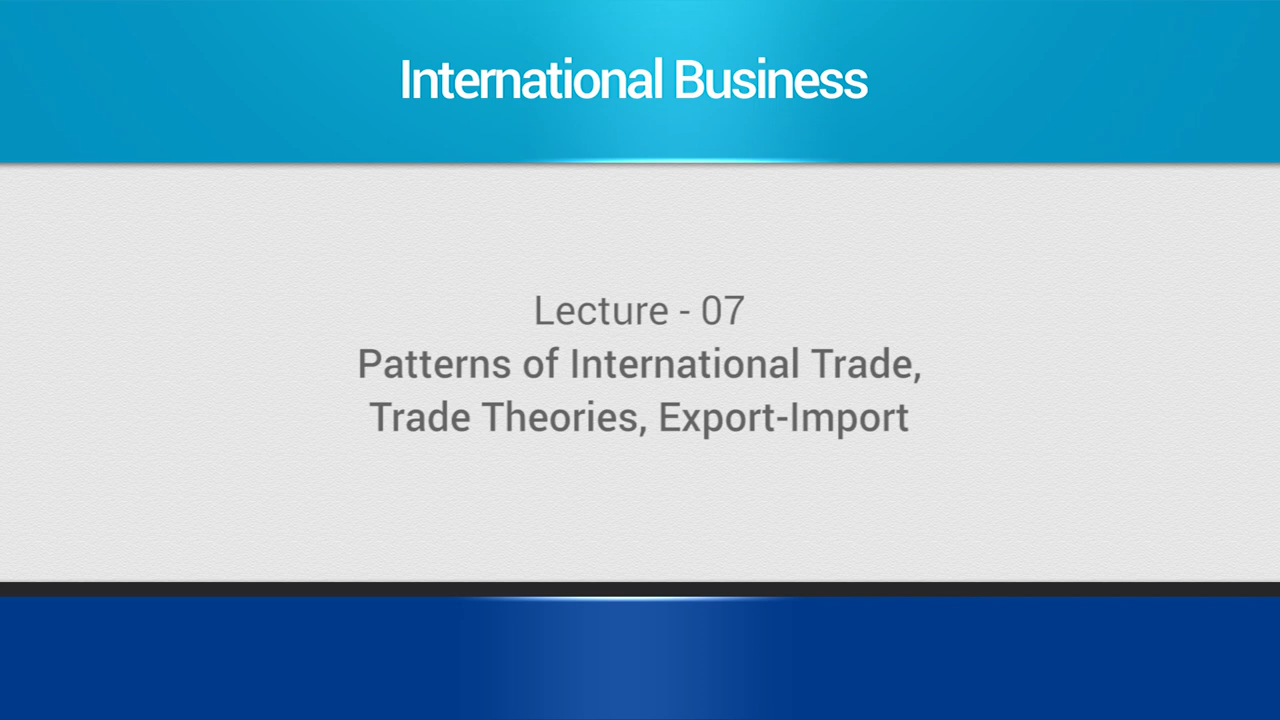 International Business
Lecture - 07
Patterns of International Trade,
Trade Theories, Export-Import